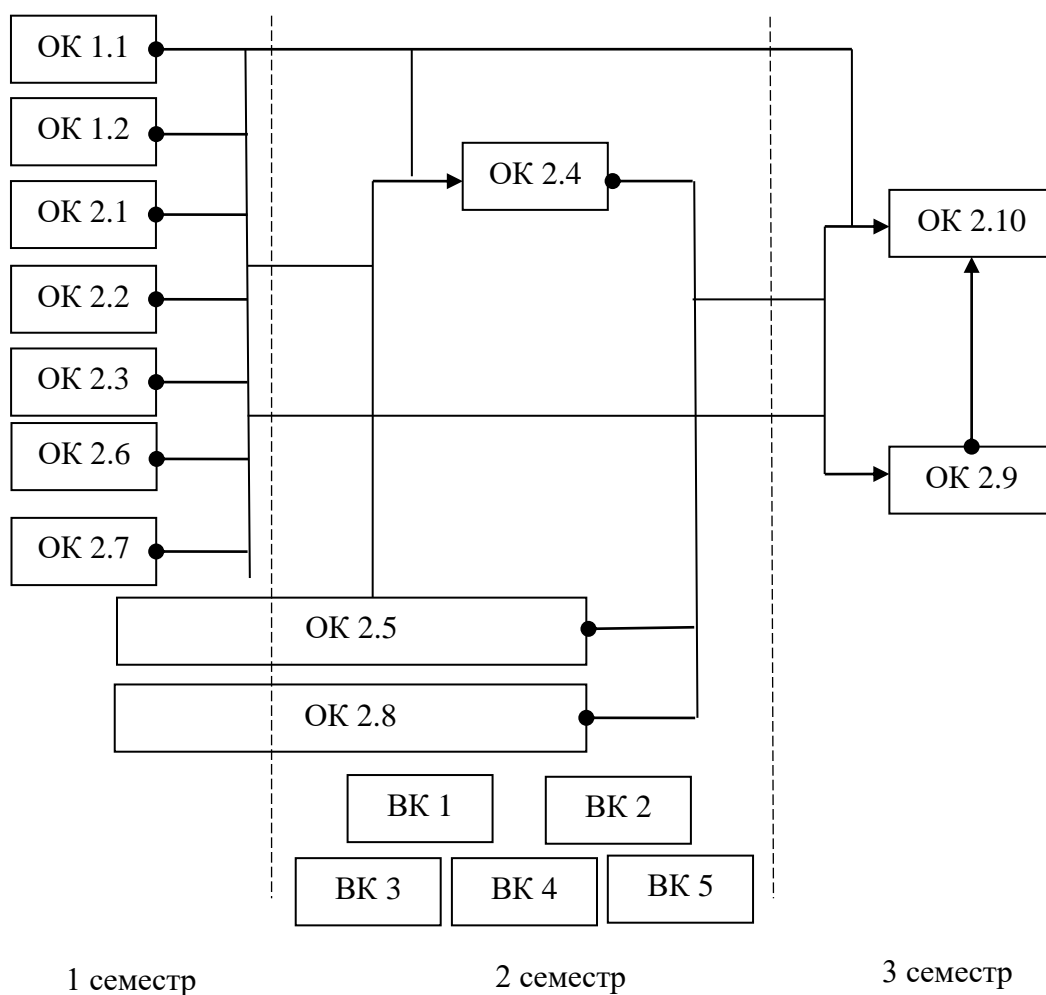 ОК 1.1
ОК 1.2
ОК 2.1
ОК 2.2
ОК 2.3
ОК 2.6
ОК 2.7
ОК 2.4
ОК 2.10
ОК 2.9
ОК 2.5
ОК 2.8
ВК 1
ВК 2
ВК 3
ВК 4
ВК 5
1 семестр
2 семестр
3 семестр